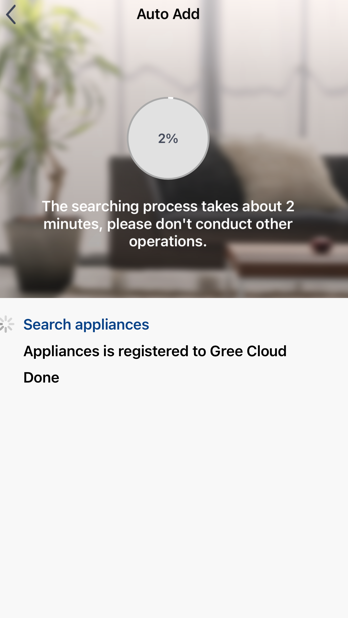 Auto Add
2%
The searching process takes about 2
minutes, please don't conduct other
operations.
Search appliances
Appliances is registered to Gree Cloud
Done